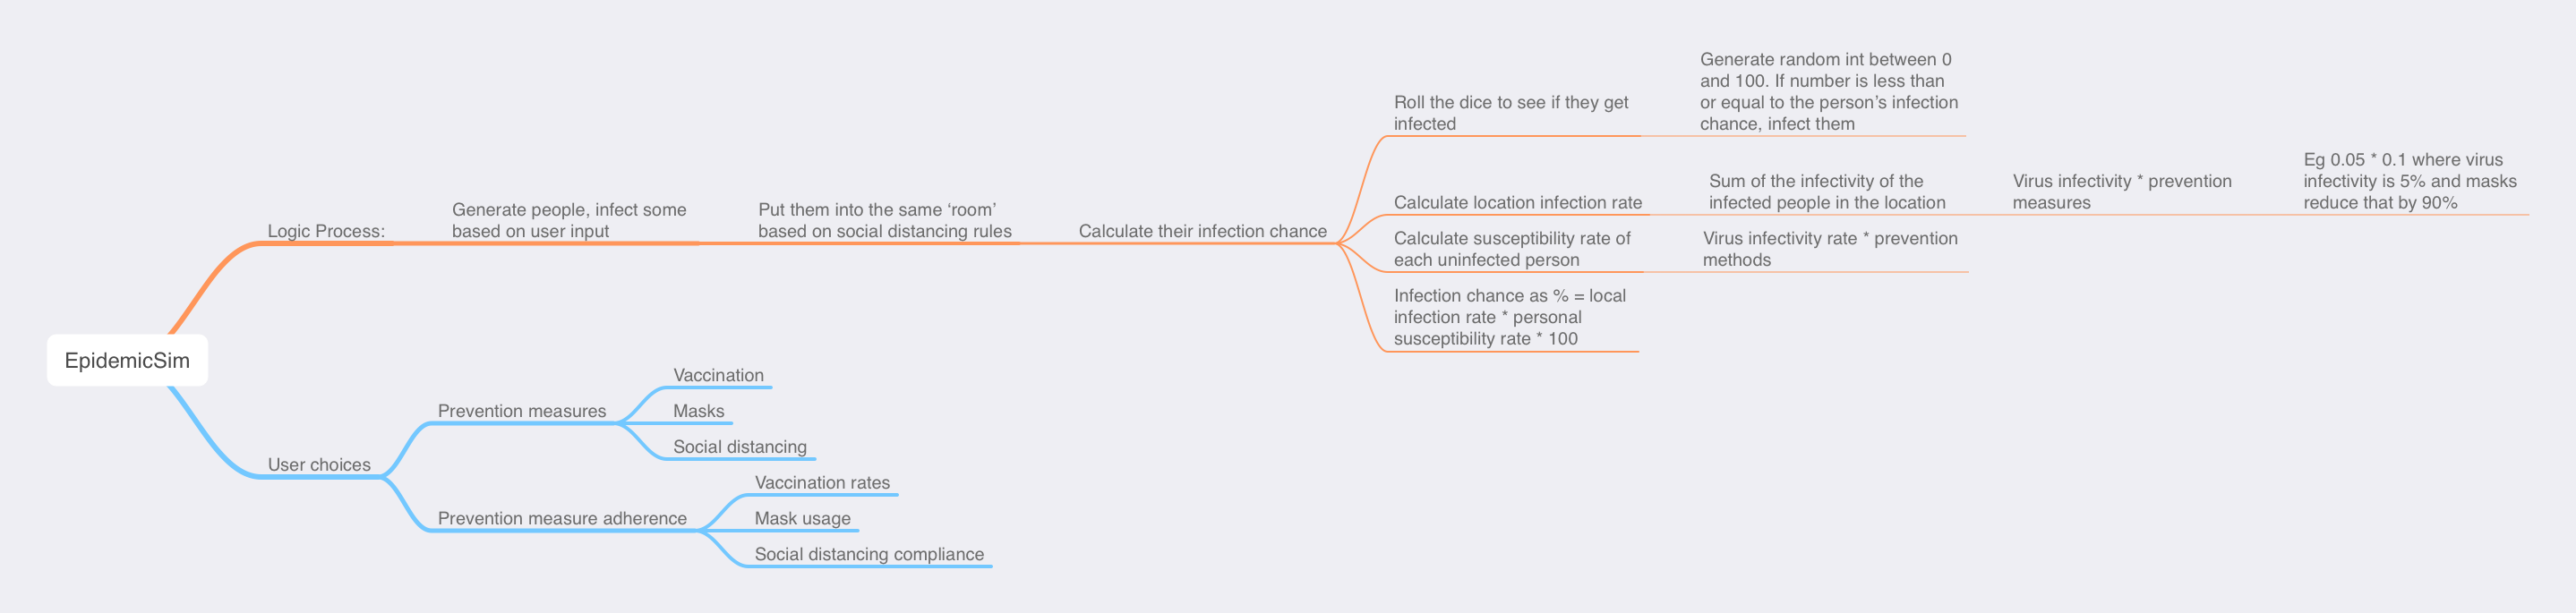 EpidemicSim
Logic Process:
Generate people, infect some
based on user input
Put them into the same ‘room’
based on social distancing rules
Calculate their infection chance
Roll the dice to see if they get
infected
Generate random int between 0
and 100. If number is less than
or equal to the person’s infection
chance, infect them
Calculate location infection rate
Sum of the infectivity of the
infected people in the location
Virus infectivity * prevention
measures
Eg 0.05 * 0.1 where virus
infectivity is 5% and masks
reduce that by 90%
Calculate susceptibility rate of
each uninfected person
Virus infectivity rate * prevention
methods
Infection chance as % = local
infection rate * personal
susceptibility rate * 100
User choices
Prevention measures
Vaccination
Masks
Social distancing
Prevention measure adherence
Vaccination rates
Mask usage
Social distancing compliance